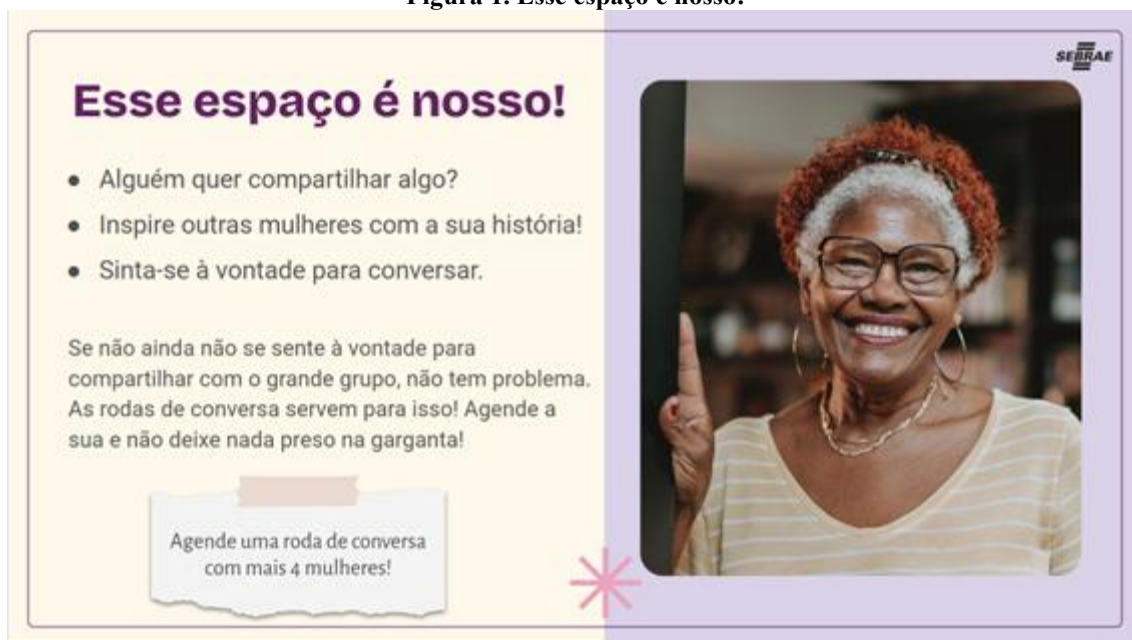 Figura 1. Esse espaço é nosso!
SEBRAE
Esse espaço é nosso!
• Alguém quer compartilhar algo?
• Inspire outras mulheres com a sua história!
• Sinta-se à vontade para conversar.
Se não ainda não se sente à vontade para
compartilhar com o grande grupo, não tem problema.
As rodas de conversa servem para isso! Agende a
sua e não deixe nada preso na garganta!
Agende uma roda de conversa
com mais 4 mulheres!